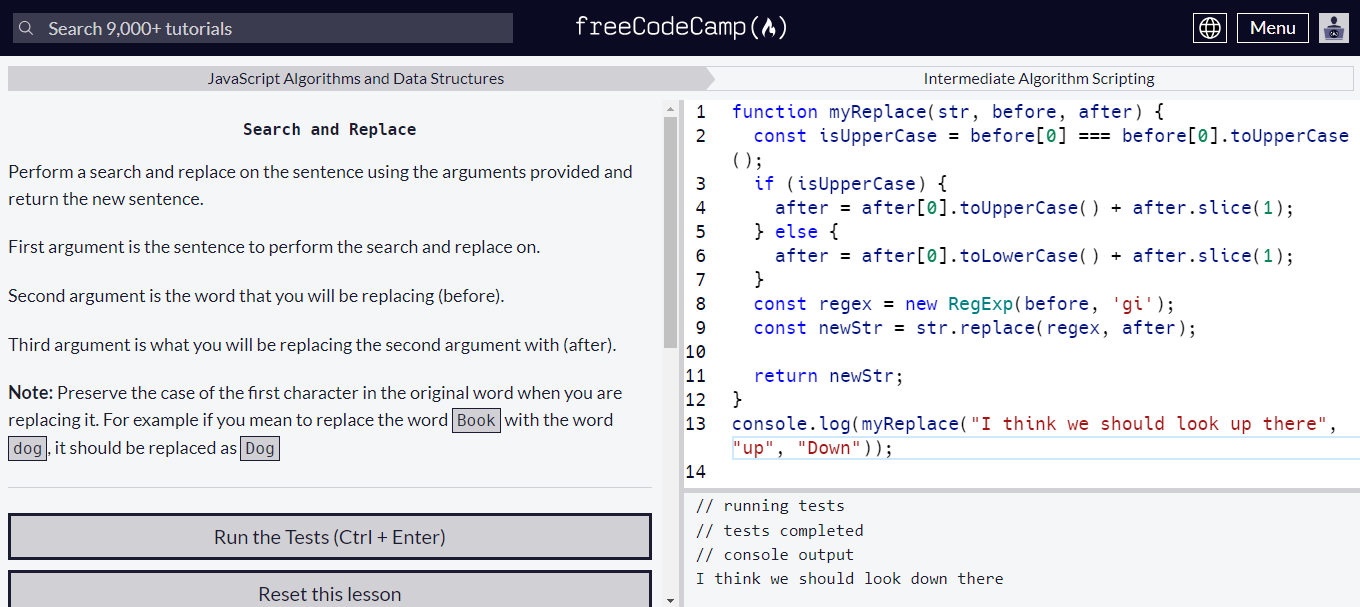 Search 9,000+ tutorials
freeCodeCamp
Menu
JavaScript Algorithms and Data Structures
Intermediate Algorithm Scripting
Search and Replace
Perform a search and replace on the sentence using the arguments provided and
return the new sentence.
First argument is the sentence to perform the search and replace on.
Second argument is the word that you will be replacing (before).
Third argument is what you will be replacing the second argument with (after).
Note: Preserve the case of the first character in the original word when you are
replacing it. For example if you mean to replace the word Book with the word
dog, it should be replaced as Dog
Run the Tests (Ctrl + Enter)
Reset this lesson
1 function myReplace(str, before, after) {
2 const isUpperCase = before[0] === before[0].toUpperCase
();
3 if (isUpperCase) {
4 after = after[0].toUpperCase() + after.slice(1);
5 } else {
6 after = after[0].toLowerCase() + after.slice(1);
7 }
8 const regex = new RegExp(before, 'gi');
9 const newStr = str.replace(regex, after);
10
11 return newStr;
12 }
13 console.log(myReplace("I think we should look up there",
"up", "Down"));
14
// running tests
// tests completed
// console output
I think we should look down there